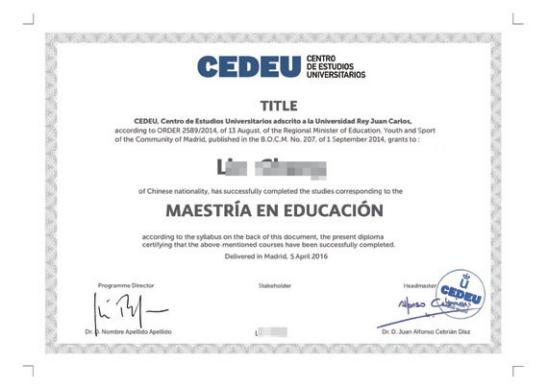 CEDEU CENTRO
DE ESTUDIOS
UNIVERSITARIOS
TITLE
CEDEU, Centro de Estudios Universitarios adscrito a la Universidad Rey Juan Carlos,
according to ORDER 2589/2014, of 13 August, of the Regional Minister of Education, Youth and Sport
of the Community of Madrid, published in the B.O.C.M. No. 207, of 1 September 2014, grants to :
of Chinese nationality, has successfully completed the studies corresponding to the
MAESTRÍA EN EDUCACIÓN
according to the syllabus on the back of this document, the present diploma
certifying that the above-mentioned courses have been successfully completed.
Delivered in Madrid, 5 April 2016
Programme Director
Stakeholder
Headmaster
CEDEU
Dr. D. Nombre Apellido Apellido
Dr. D. Juan Alfonso Cebrián Díaz